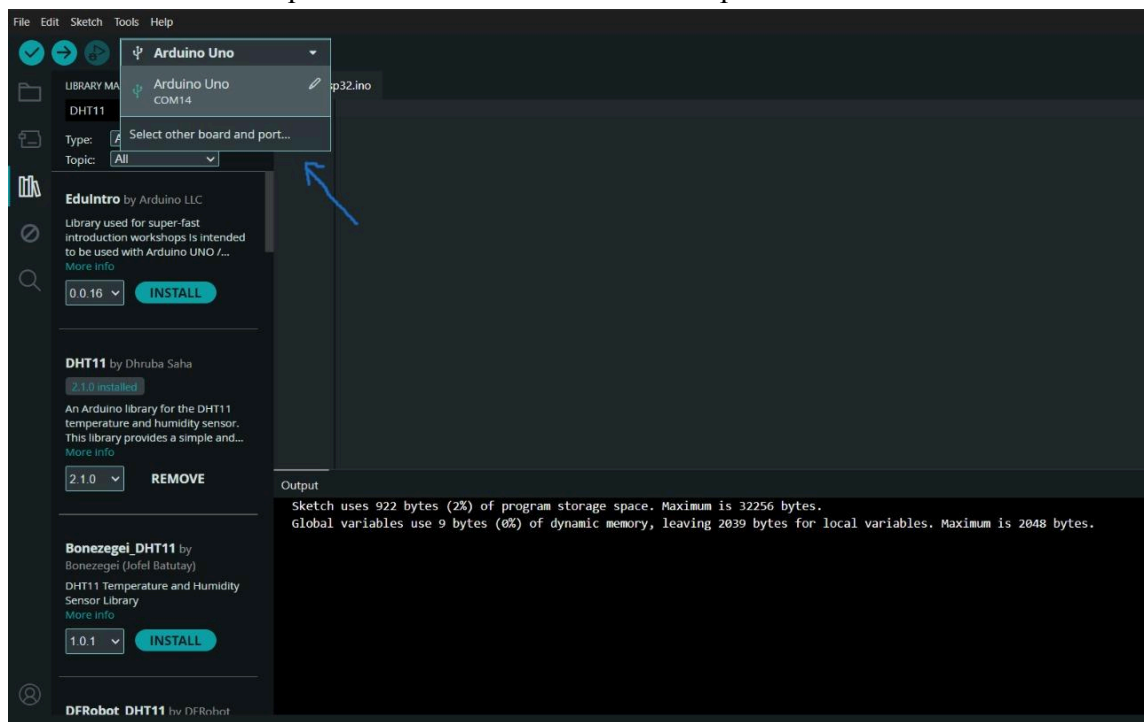 File Edit Sketch Tools Help
Arduino Uno
LIBRARY MA
sp32.ino
Arduino Uno
COM14
DHT11
Type:
Select other board and port...
Topic: All
EduIntro by Arduino LLC
Library used for super-fast
introduction workshops Is intended
to be used with Arduino UNO /...
More info
0.0.16 INSTALL
DHT11 by Dhruba Saha
2.1.0 installed
An Arduino library for the DHT11
temperature and humidity sensor.
This library provides a simple and...
More info
2.1.0 REMOVE
Bonezegei_DHT11 by
Bonezegei (Jofel Batutay)
DHT11 Temperature and Humidity
Sensor Library
More info
1.0.1 INSTALL
DFRobot_DHT11 by DFRobot
Output
Sketch uses 922 bytes (2%) of program storage space. Maximum is 32256 bytes.
Global variables use 9 bytes (0%) of dynamic memory, leaving 2039 bytes for local variables. Maximum is 2048 bytes.